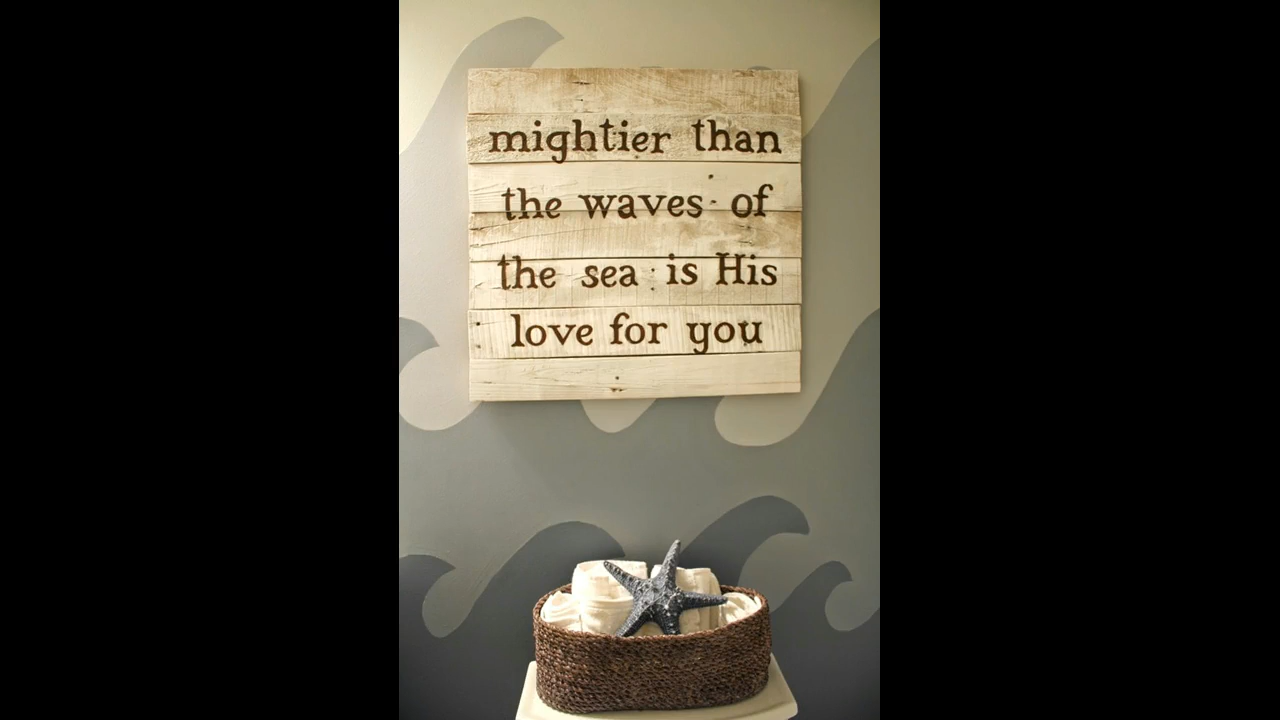 mightier than
the waves of
the sea is His
love for you